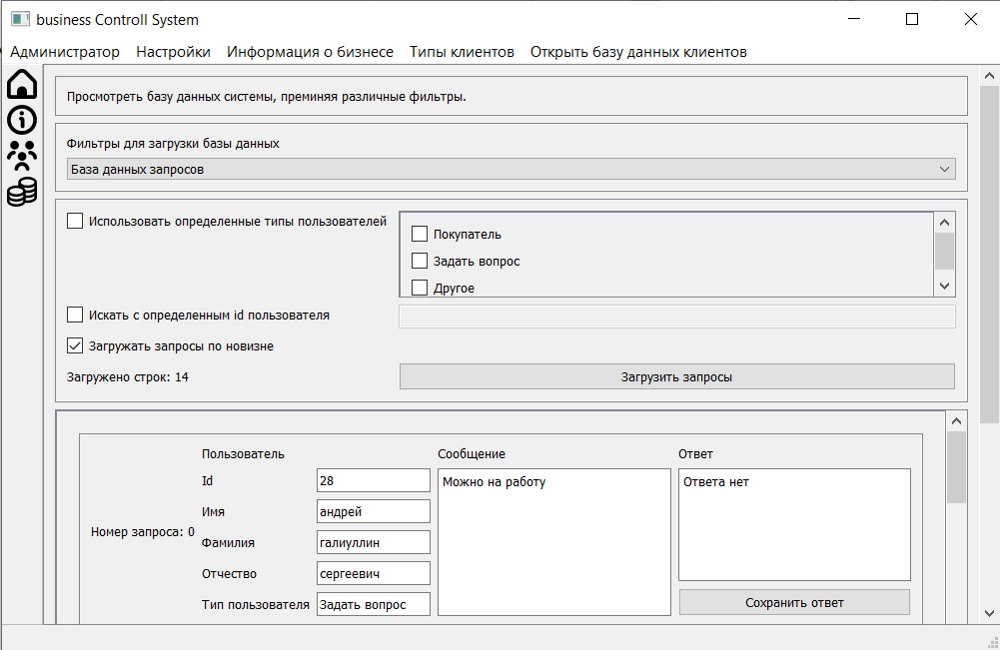 business Controll System
Администратор Настройки Информация о бизнесе Типы клиентов Открыть базу данных клиентов
Просмотреть базу данных системы, преминяя различные фильтры.
Фильтры для загрузки базы данных
База данных запросов
Использовать определенные типы пользователей
Покупатель
Задать вопрос
Другое
Искать с определенным id пользователя
Загружать запросы по новизне
Загружено строк: 14
Загрузить запросы
Номер запроса: 0
Пользователь
Id 28
Имя андрей
Фамилия галиуллин
Отчество сергеевич
Тип пользователя Задать вопрос
Сообщение
Можно на работу
Ответ
Ответа нет
Сохранить ответ